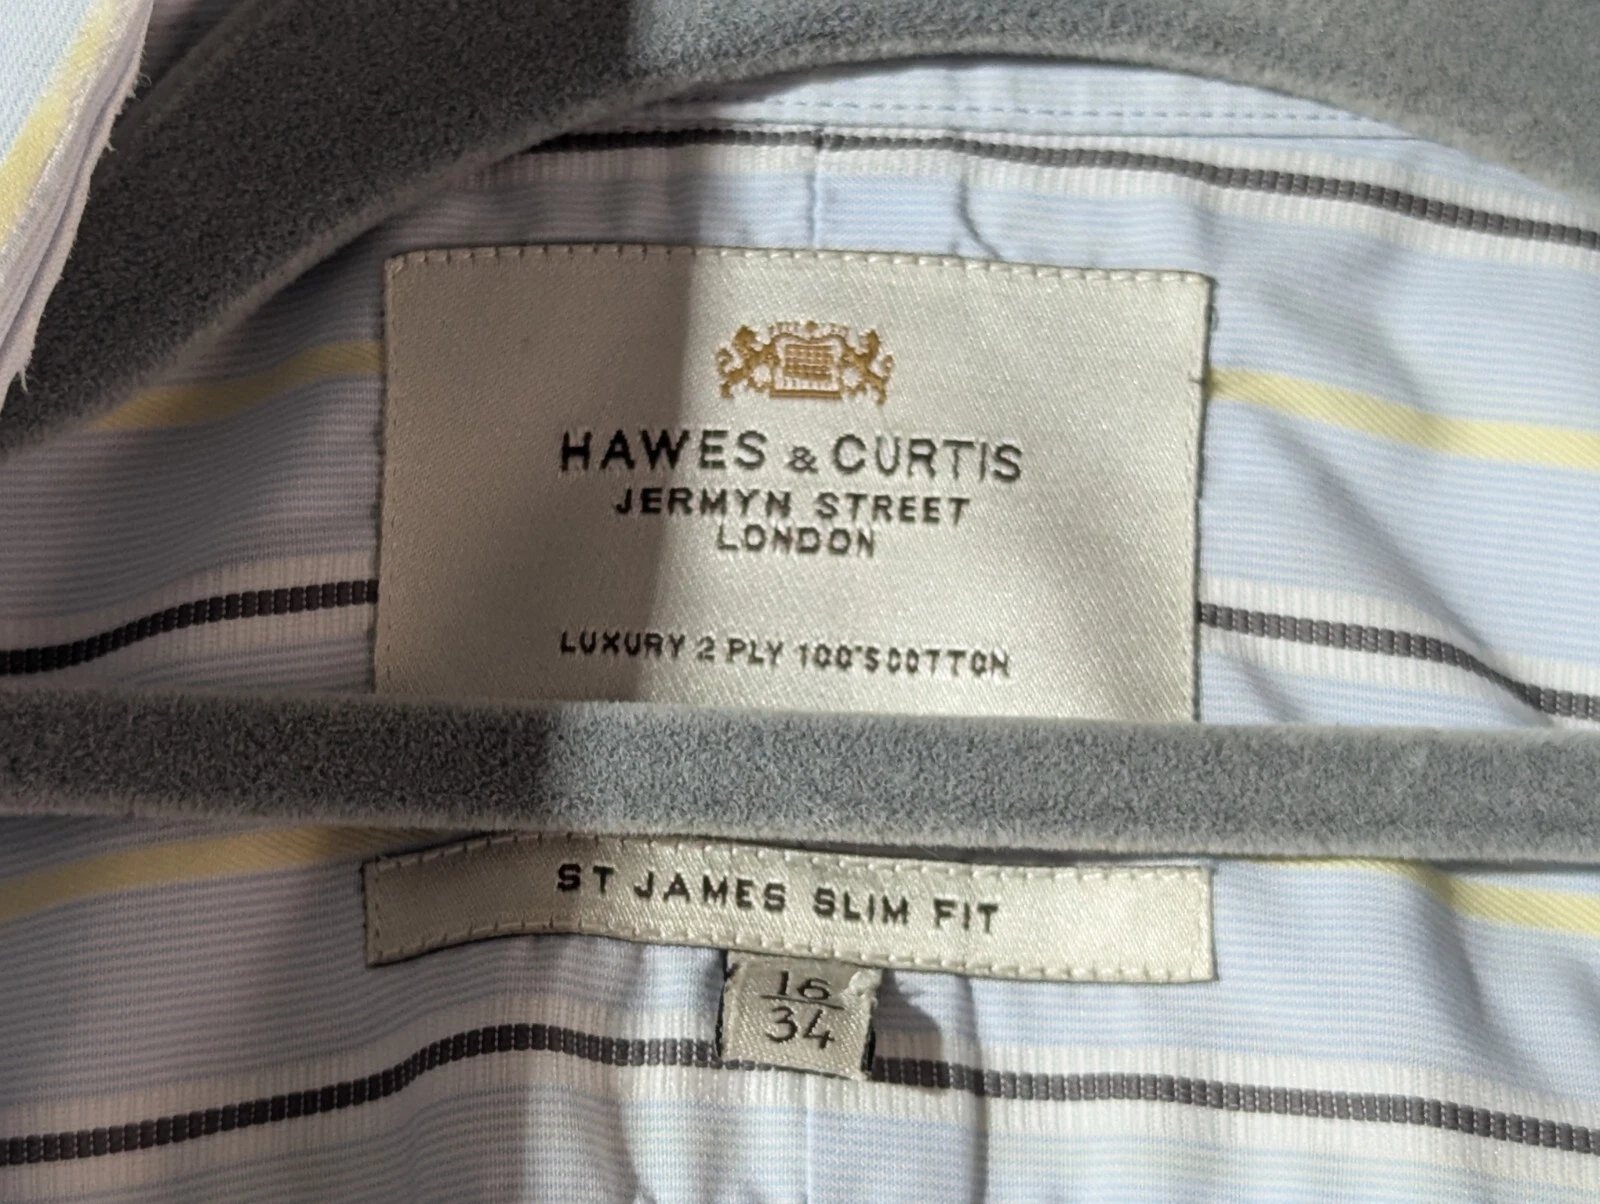 HAWES & CURTIS
JERMYN STREET
LONDON
LUXURY 2 PLY 100'S COTTON
ST JAMES SLIM FIT
16
34